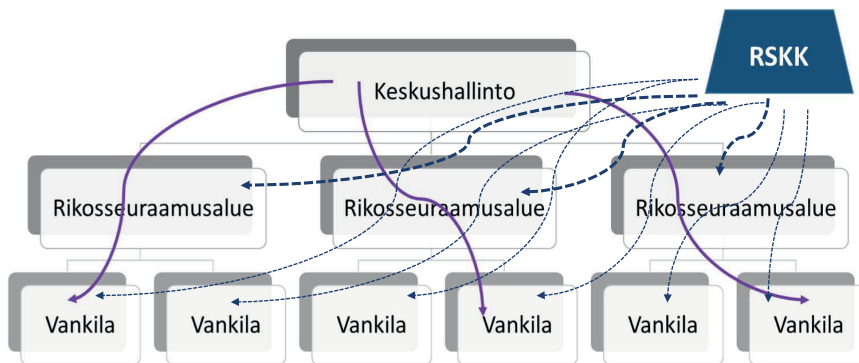 RSKK
Keskushallinto
Rikosseuraamusalue
Rikosseuraamusalue
Rikosseuraamusalue
Vankila
Vankila
Vankila
Vankila
Vankila
Vankila